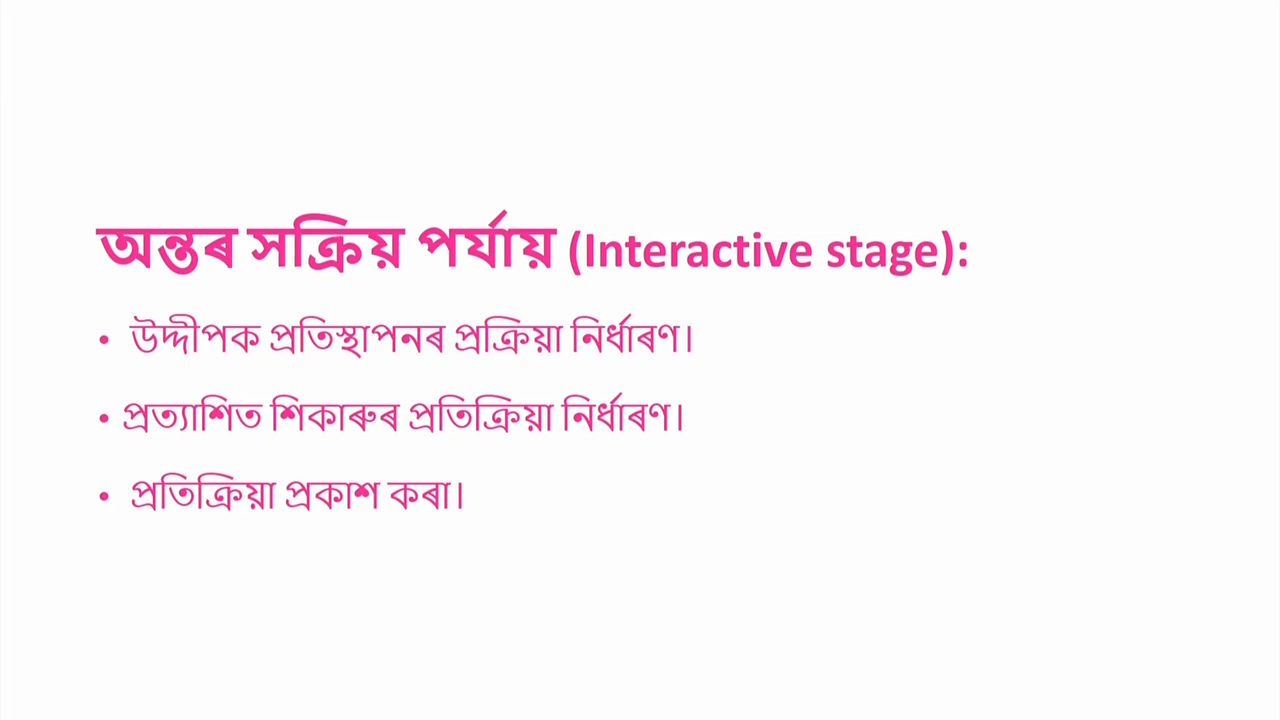 অন্তৰ সক্ৰিয় পৰ্যায় (Interactive stage):
• উদ্দীপক প্ৰতিস্থাপনৰ প্ৰক্ৰিয়া নিৰ্ধাৰণ।
• প্ৰত্যাশিত শিকাৰুৰ প্ৰতিক্ৰিয়া নিৰ্ধাৰণ।
• প্ৰতিক্ৰিয়া প্ৰকাশ কৰা।